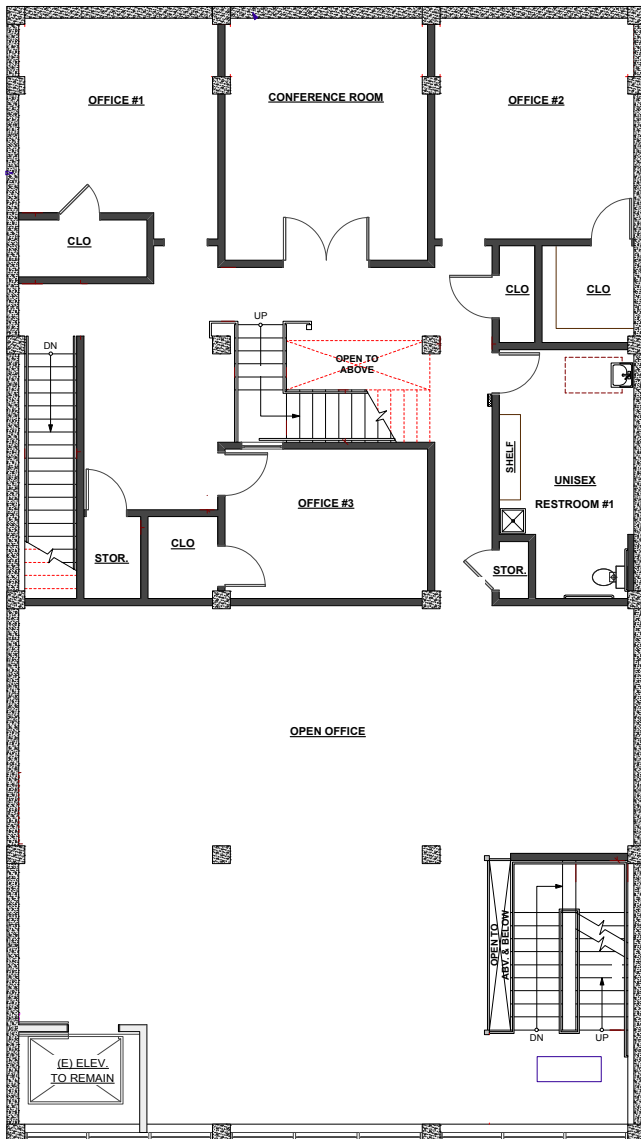 OFFICE #1
CONFERENCE ROOM
OFFICE #2
CLO
CLO
CLO
UP
DN
OPEN TO
ABOVE
SHELF
UNISEX
RESTROOM #1
OFFICE #3
CLO
STOR.
STOR.
OPEN OFFICE
OPEN TO
ABV. & BELOW
DN
UP
(E) ELEV.
TO REMAIN